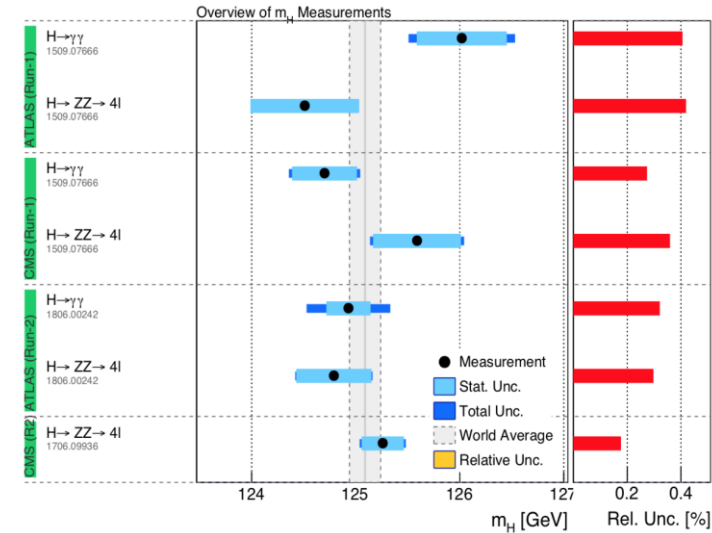 Overview of m_H Measurements
ATLAS (Run-1)
H→γγ
1509.07666
H→ ZZ→ 4l
1509.07666
CMS (Run-1)
H→γγ
1509.07666
H→ ZZ→ 4l
1509.07666
ATLAS (Run-2)
H→γγ
1806.00242
H→ ZZ→ 4l
1806.00242
CMS (R2)
H→ ZZ→ 4l
1706.09936
Measurement
Stat. Unc.
Total Unc.
World Average
Relative Unc.
124 125 126 127
m_H [GeV]
0.2 0.4
Rel. Unc. [%]